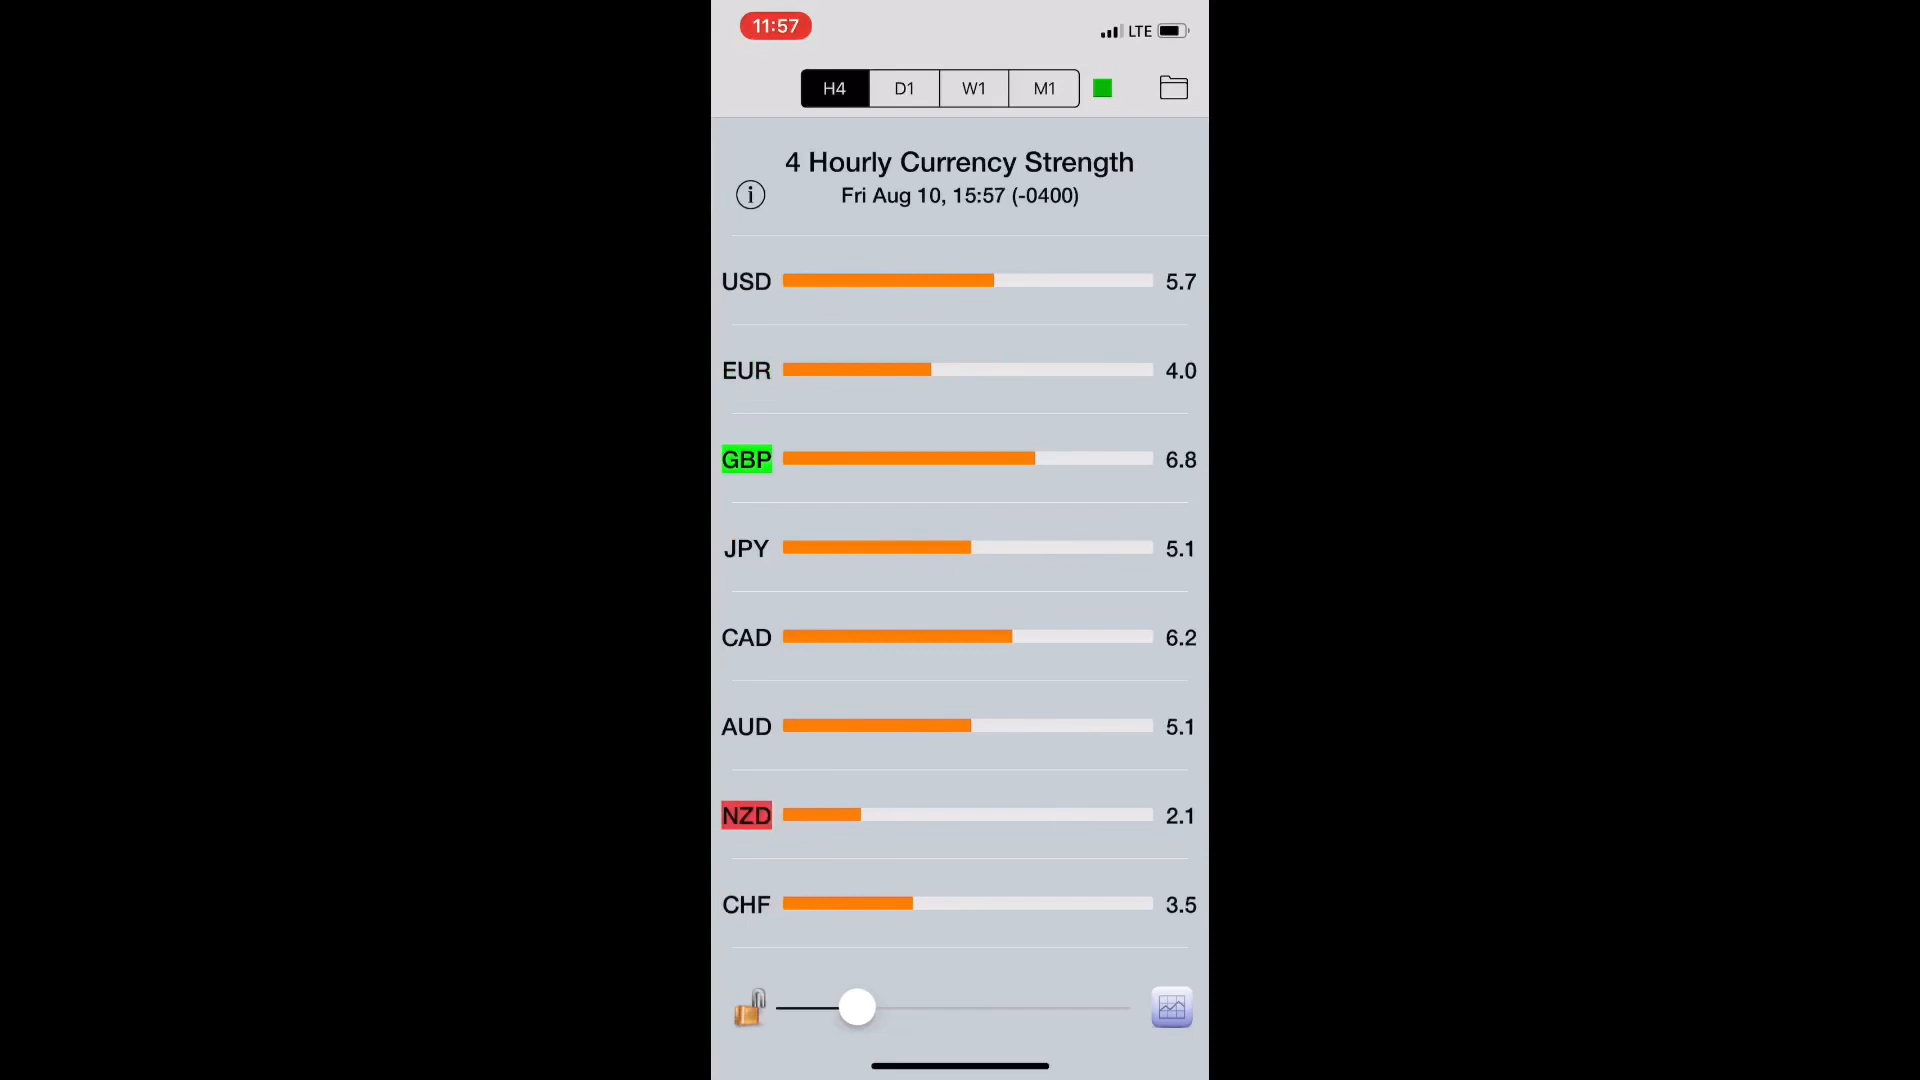 11:57
LTE
H4 D1 W1 M1
4 Hourly Currency Strength
Fri Aug 10, 15:57 (-0400)
USD 5.7
EUR 4.0
GBP 6.8
JPY 5.1
CAD 6.2
AUD 5.1
NZD 2.1
CHF 3.5